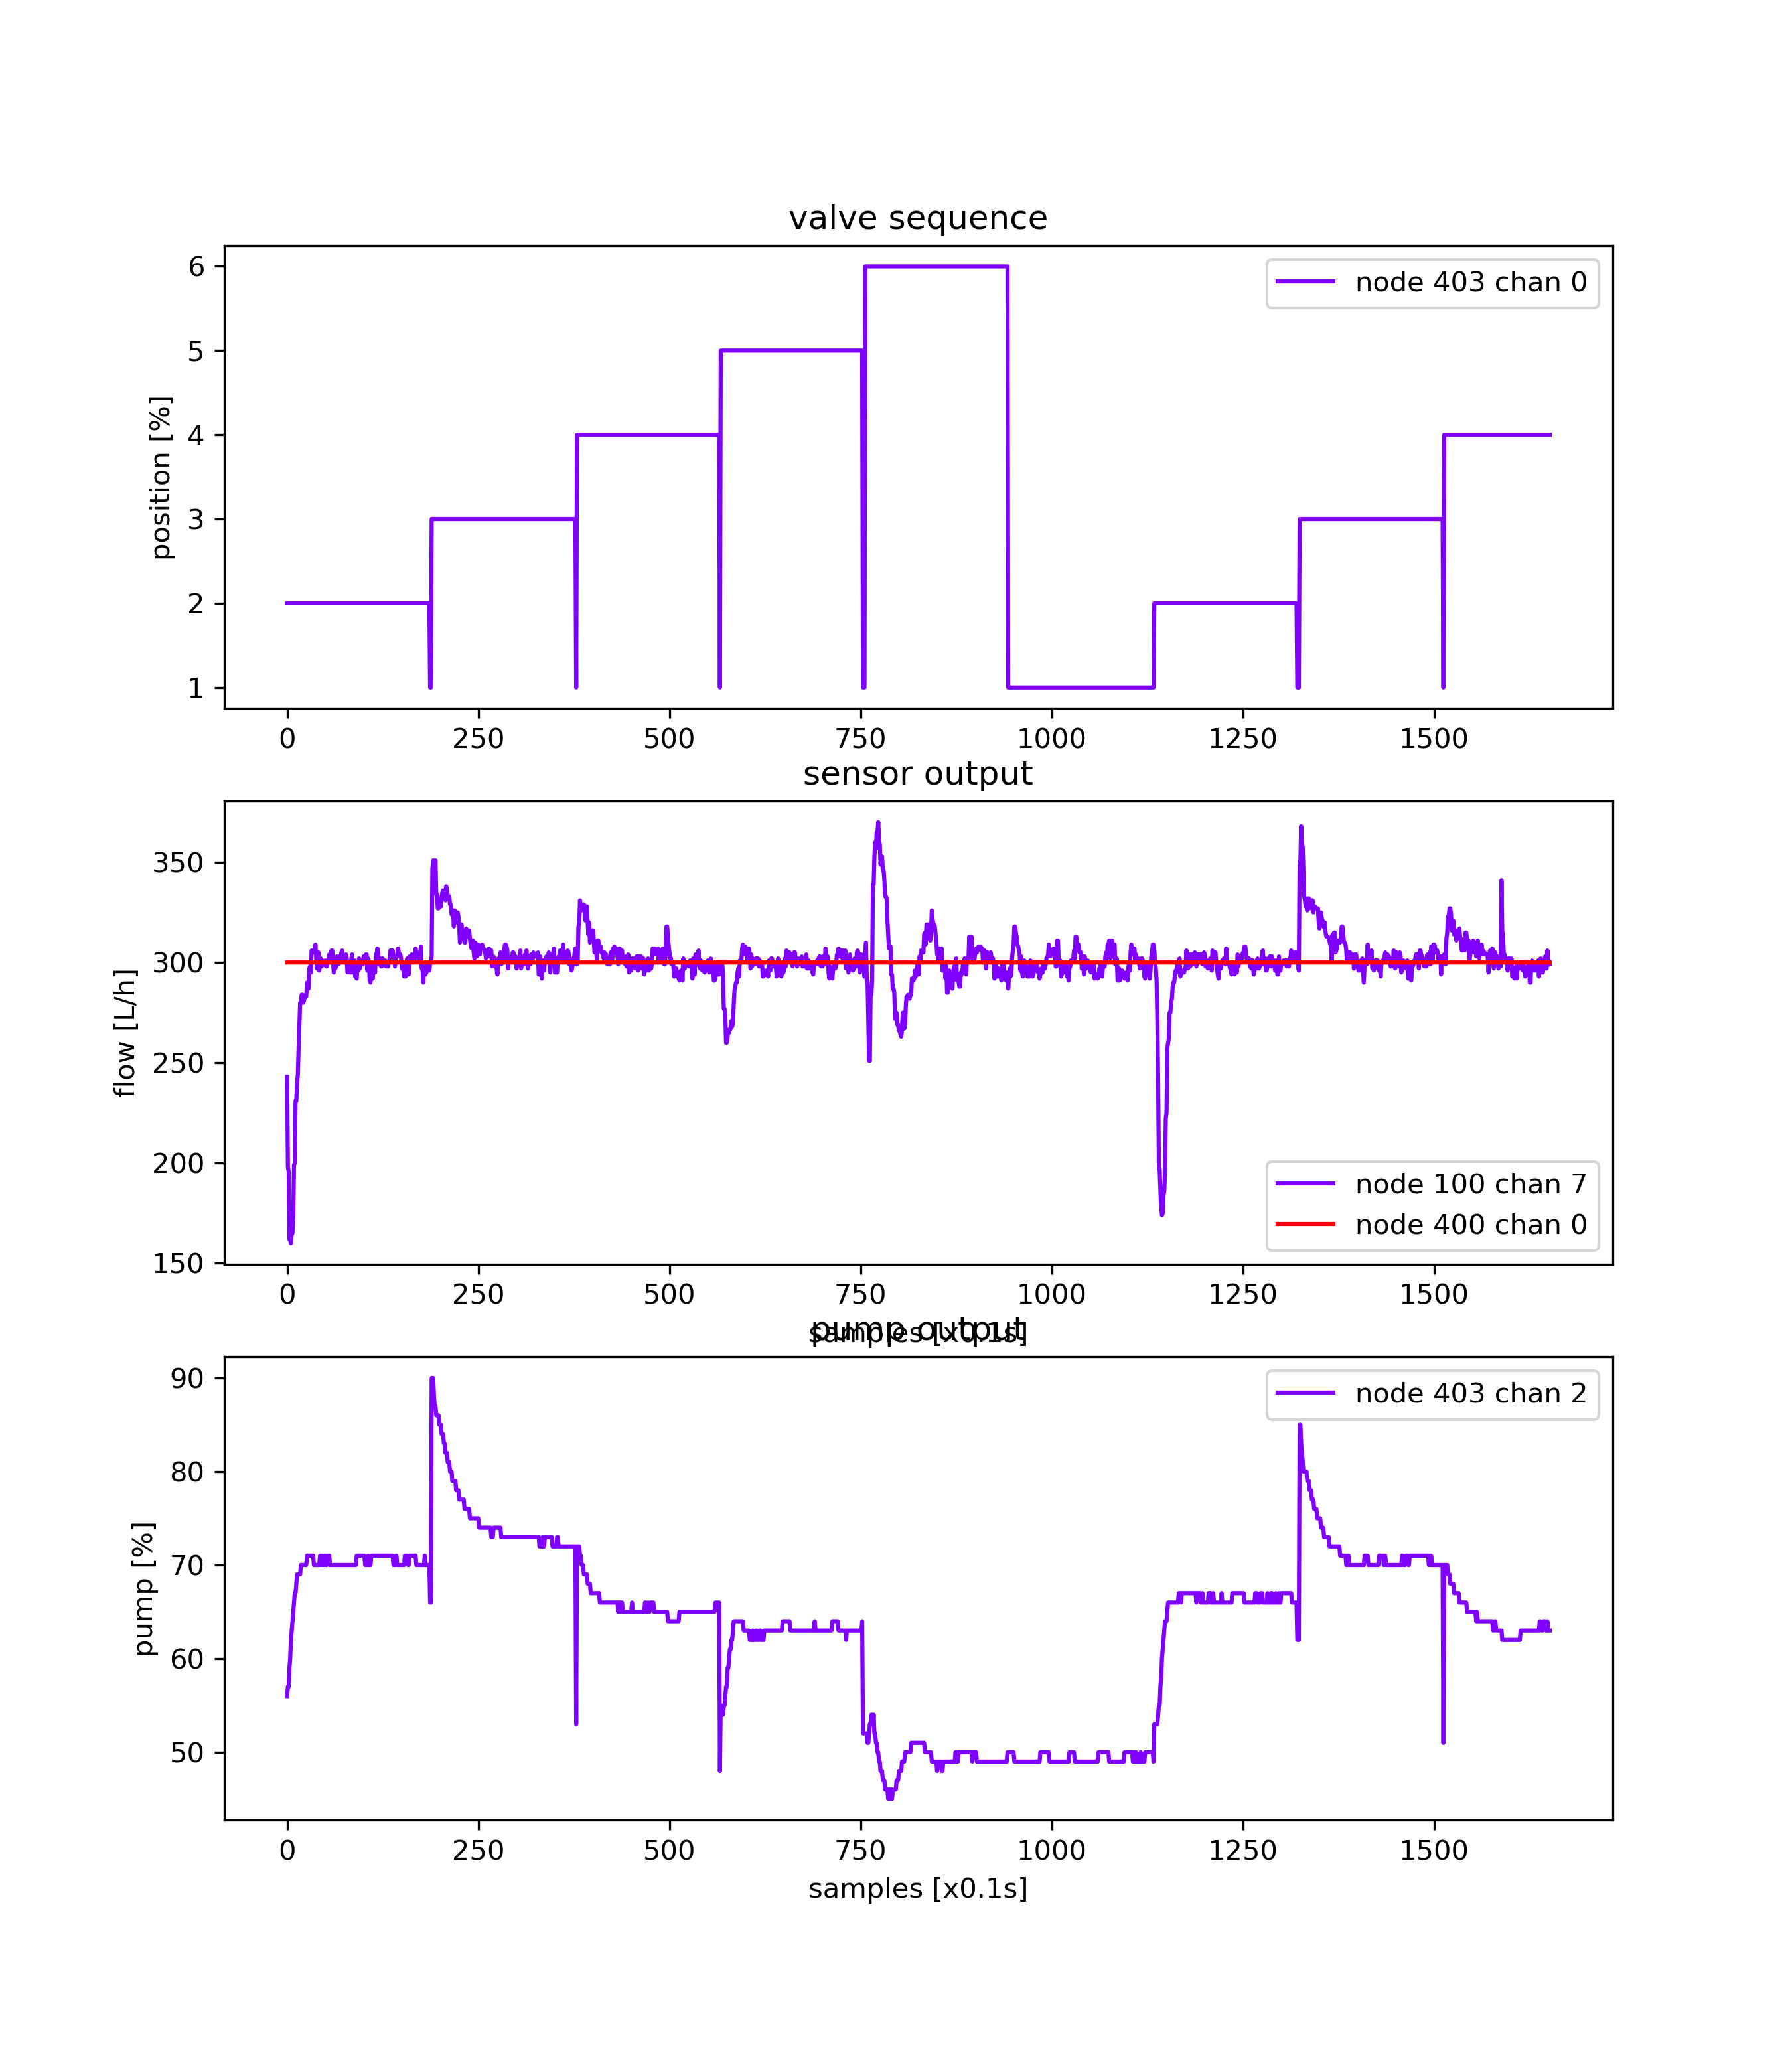 valve sequence
node 403 chan 0
position [%]
6
5
4
3
2
1
0 250 500 750 1000 1250 1500
sensor output
flow [L/h]
350
300
250
200
150
node 100 chan 7
node 400 chan 0
0 250 500 750 1000 1250 1500
samples [x0.1s]
pump output
pump [%]
90
80
70
60
50
node 403 chan 2
0 250 500 750 1000 1250 1500
samples [x0.1s]